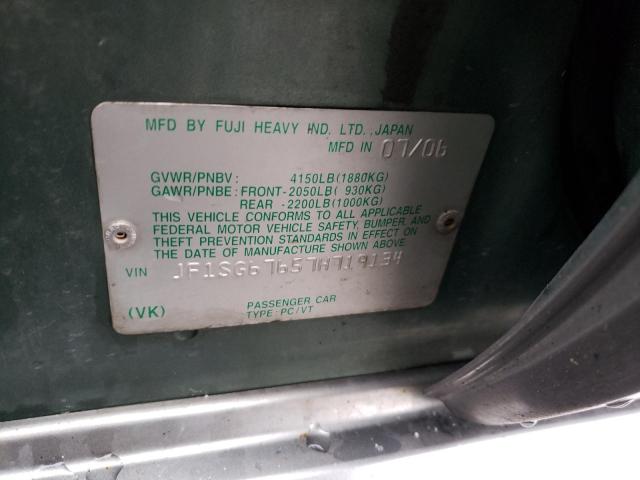 MFD BY FUJI HEAVY IND. LTD., JAPAN
MFD IN 07/06
GVWR/PNBV: 4150LB(1880KG)
GAWR/PNBE: FRONT-2050LB( 930KG)
REAR -2200LB(1000KG)
THIS VEHICLE CONFORMS TO ALL APPLICABLE
FEDERAL MOTOR VEHICLE SAFETY, BUMPER, AND
THEFT PREVENTION STANDARDS IN EFFECT ON
THE DATE OF MANUFACTURE SHOWN ABOVE.
VIN JF1SG67657H719134
(VK) PASSENGER CAR
TYPE: PC/VT